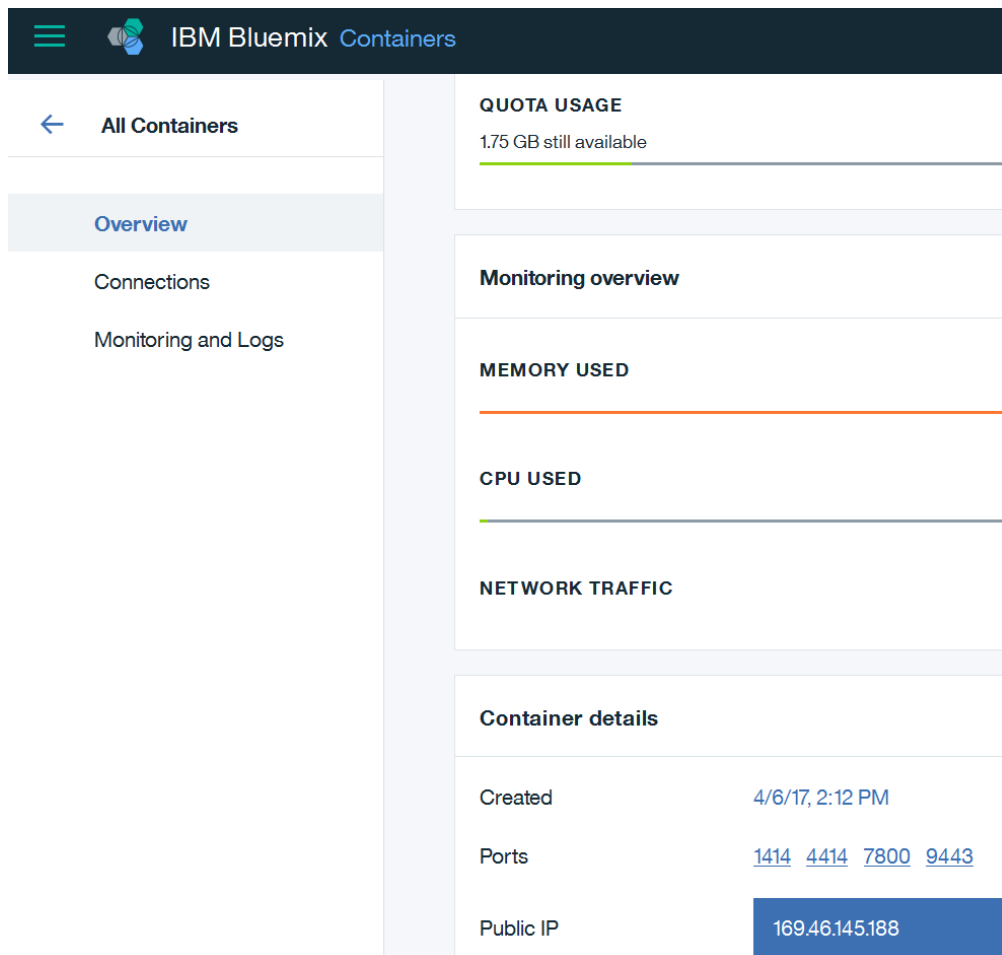 IBM Bluemix Containers
All Containers
Overview
Connections
Monitoring and Logs
QUOTA USAGE
1.75 GB still available
Monitoring overview
MEMORY USED
CPU USED
NETWORK TRAFFIC
Container details
Created 4/6/17, 2:12 PM
Ports 1414 4414 7800 9443
Public IP 169.46.145.188